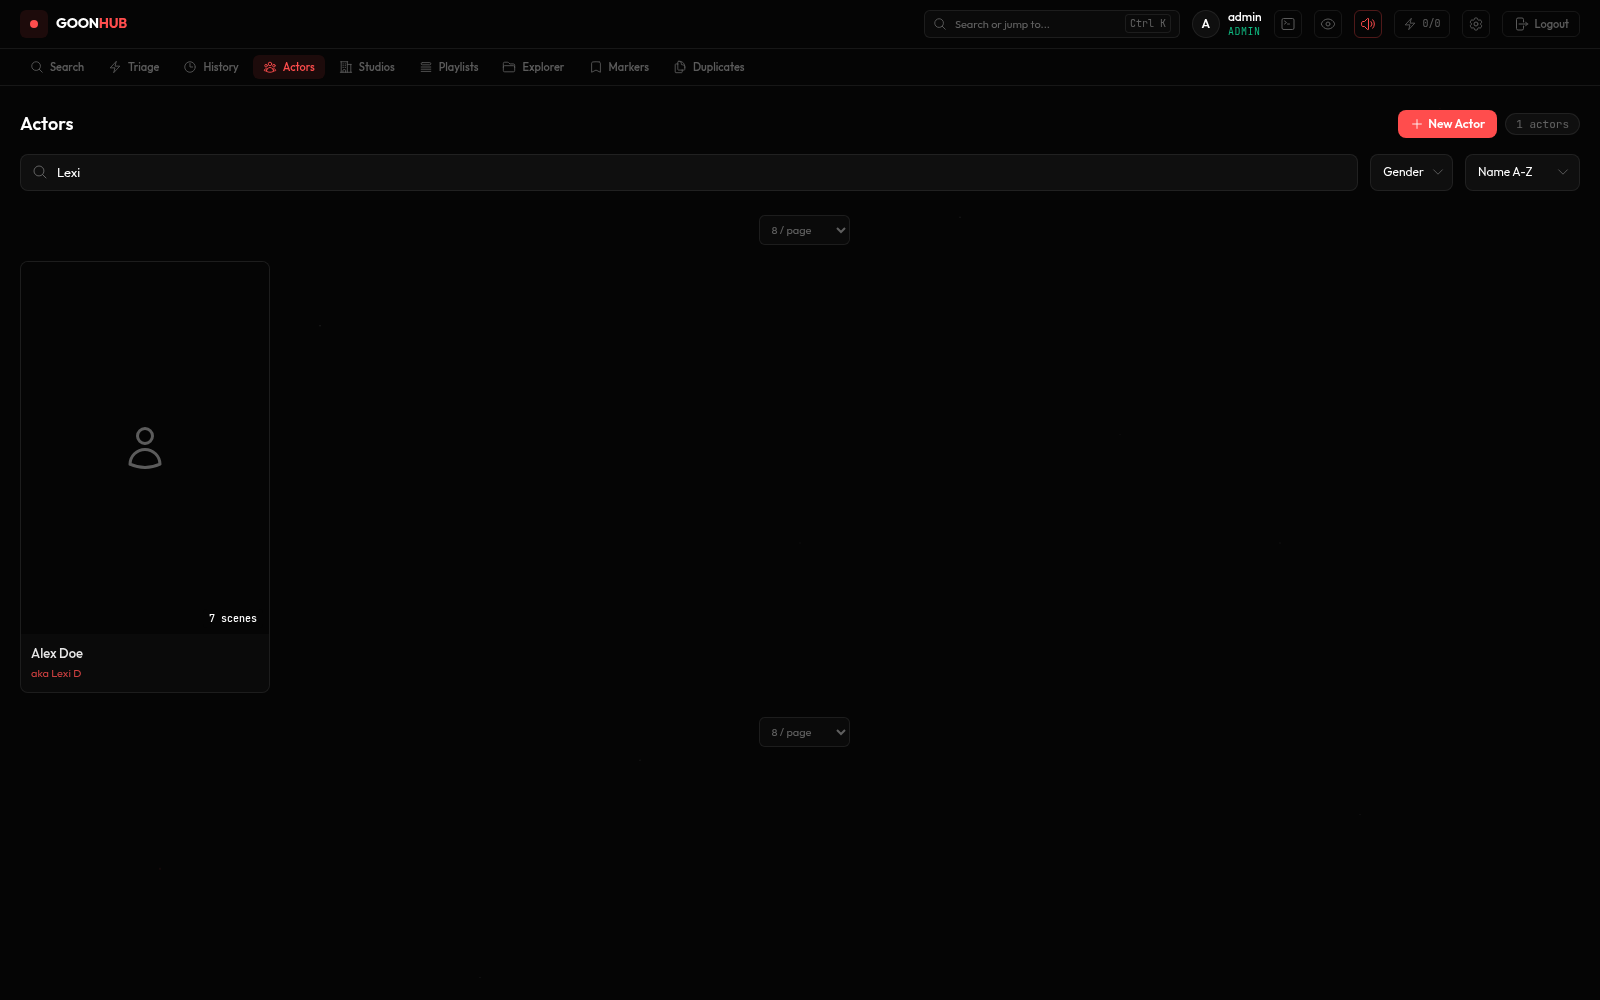 GOONHUB
Search or jump to...
Ctrl K
A
admin
ADMIN
0/0
Logout
Search
Triage
History
Actors
Studios
Playlists
Explorer
Markers
Duplicates
Actors
New Actor
1 actors
Lexi
Gender
Name A-Z
8 / page
7 scenes
Alex Doe
aka Lexi D
8 / page